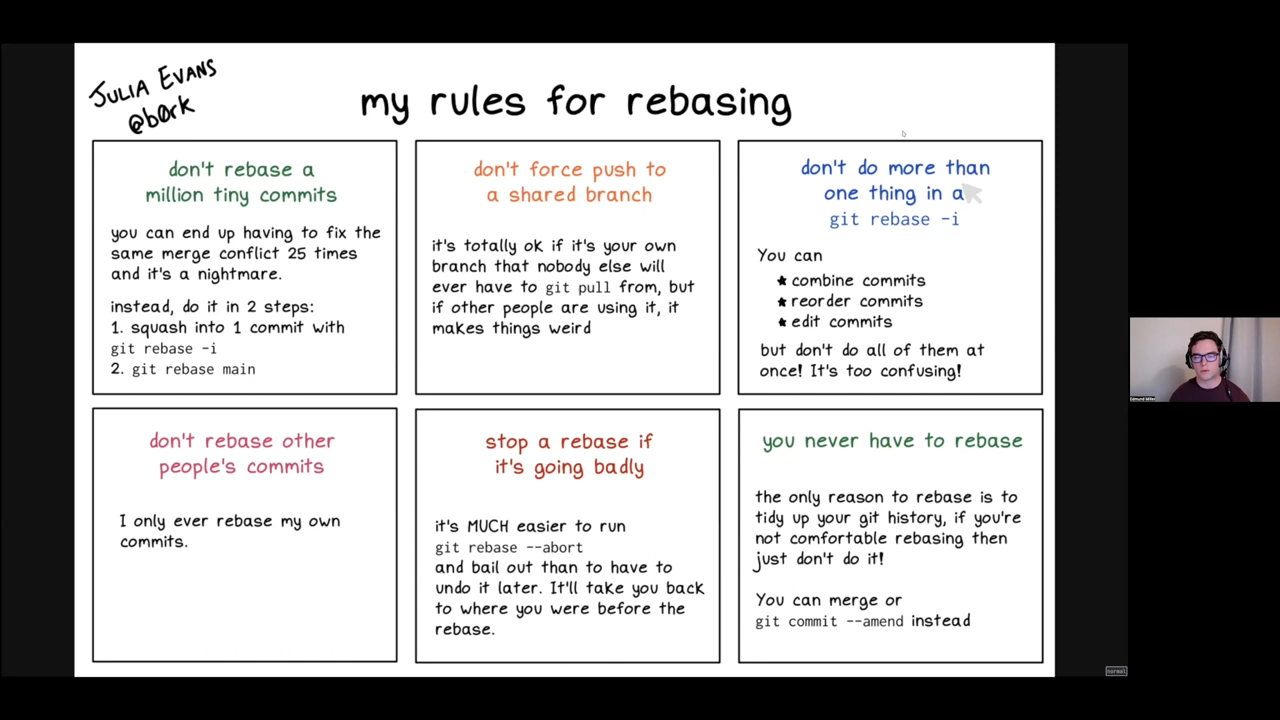 JULIA EVANS
@b0rk
my rules for rebasing
don't rebase a
million tiny commits
you can end up having to fix the
same merge conflict 25 times
and it's a nightmare.
instead, do it in 2 steps:
1. squash into 1 commit with
git rebase -i
2. git rebase main
don't force push to
a shared branch
it's totally ok if it's your own
branch that nobody else will
ever have to git pull from, but
if other people are using it, it
makes things weird
don't do more than
one thing in a
git rebase -i
You can
★ combine commits
★ reorder commits
★ edit commits
but don't do all of them at
once! It's too confusing!
don't rebase other
people's commits
I only ever rebase my own
commits.
stop a rebase if
it's going badly
it's MUCH easier to run
git rebase --abort
and bail out than to have to
undo it later. It'll take you back
to where you were before the
rebase.
you never have to rebase
the only reason to rebase is to
tidy up your git history, if you're
not comfortable rebasing then
just don't do it!
You can merge or
git commit --amend instead
Edmund Miller
normal